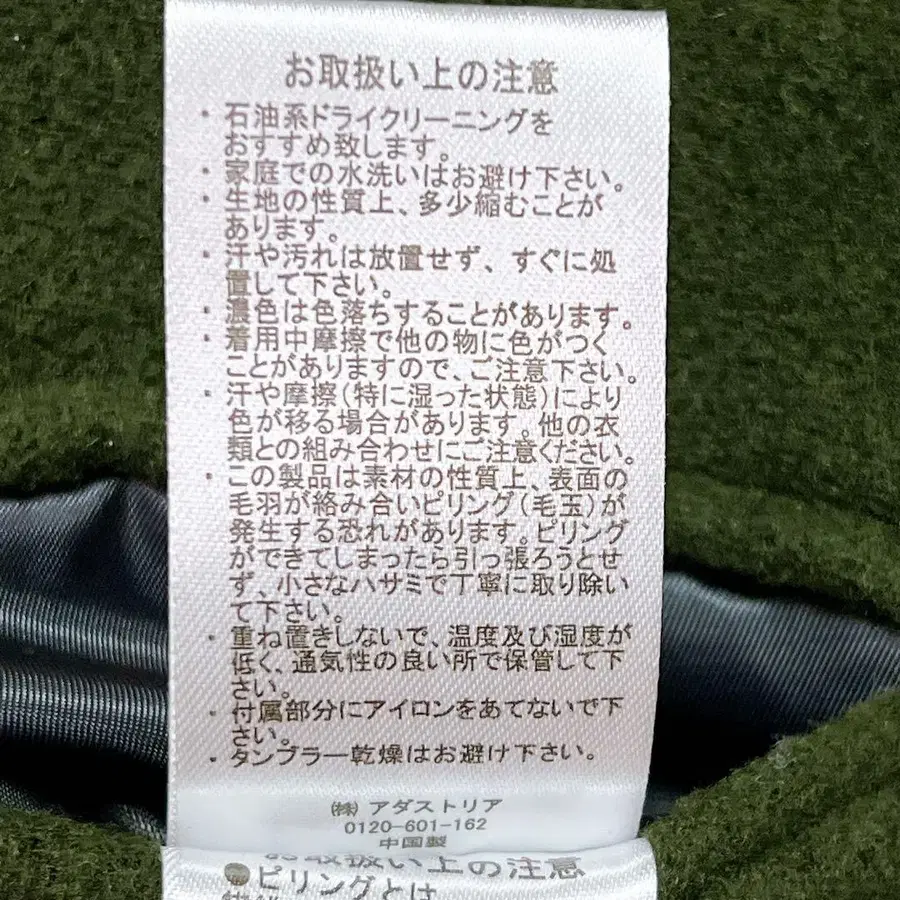 お取扱い上の注意
・石油系ドライクリーニングを
おすすめ致します。
・家庭での水洗いはお避け下さい。
・生地の性質上、多少縮むことが
あります。
・汗や汚れは放置せず、すぐに処
置して下さい。
・濃色は色落ちすることがあります。
・着用中摩擦で他の物に色がつく
ことがありますので、ご注意下さい。
・汗や摩擦(特に湿った状態)により
色が移る場合があります。他の衣
類との組み合わせにご注意ください。
・この製品は素材の性質上、表面の
毛羽が絡み合いピリング(毛玉)が
発生する恐れがあります。ピリング
ができてしまったら引っ張ろうとせ
ず、小さなハサミで丁寧に取り除い
て下さい。
・重ね置きしないで、温度及び湿度が
低く、通気性の良い所で保管して下
さい。
・付属部分にアイロンをあてないで下
さい。
・タンブラー乾燥はお避け下さい。
㈱ アダストリア
0120-601-162
中国製
お取扱い上の注意
●ピリングとは